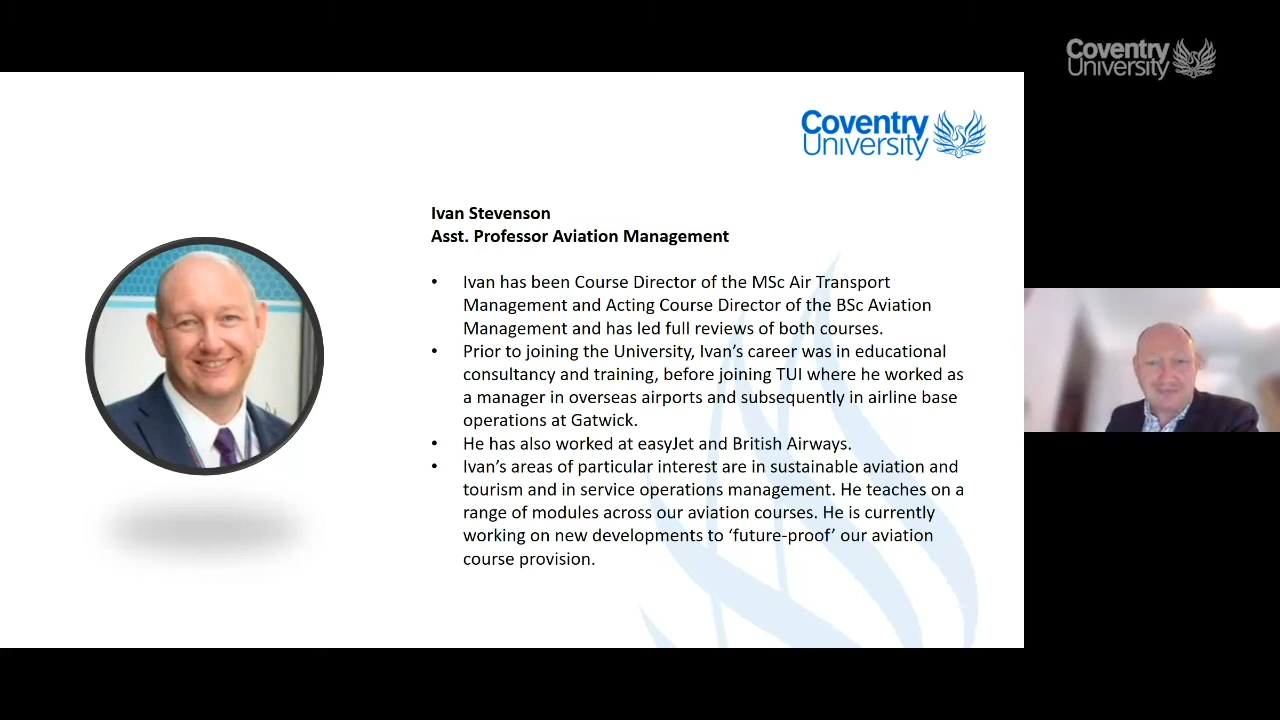 Coventry
University
Coventry
University
Ivan Stevenson
Asst. Professor Aviation Management
• Ivan has been Course Director of the MSc Air Transport
Management and Acting Course Director of the BSc Aviation
Management and has led full reviews of both courses.
• Prior to joining the University, Ivan’s career was in educational
consultancy and training, before joining TUI where he worked as
a manager in overseas airports and subsequently in airline base
operations at Gatwick.
• He has also worked at easyJet and British Airways.
• Ivan’s areas of particular interest are in sustainable aviation and
tourism and in service operations management. He teaches on a
range of modules across our aviation courses. He is currently
working on new developments to ‘future-proof’ our aviation
course provision.